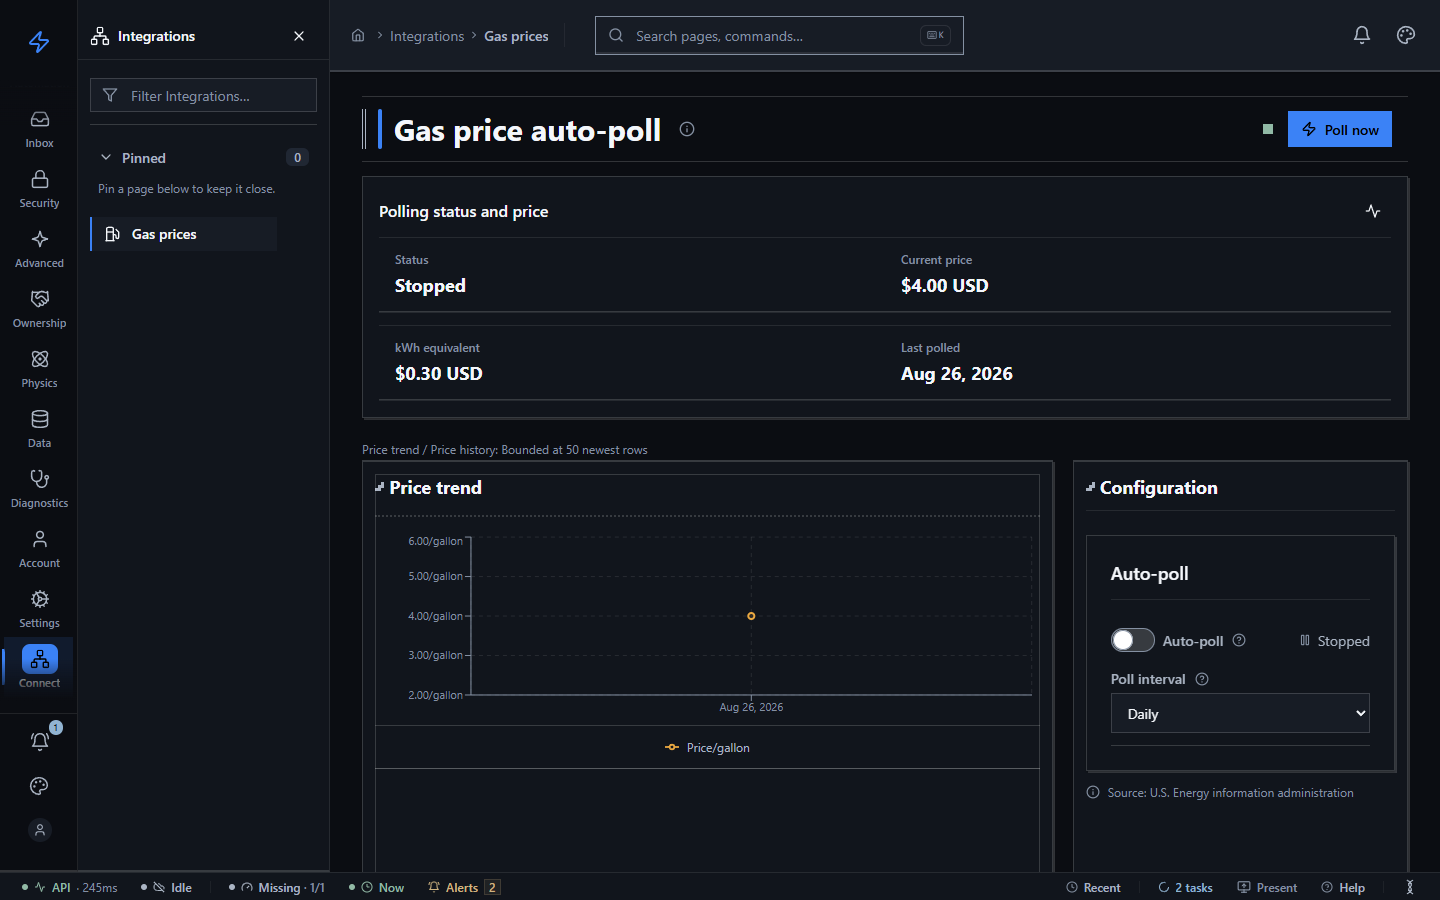 Integrations
Integrations
Gas prices
Search pages, commands...
K
Filter Integrations...
Inbox
Pinned
0
Pin a page below to keep it close.
Security
Gas prices
Advanced
Ownership
Physics
Data
Diagnostics
Account
Settings
Connect
1
Gas price auto-poll
Poll now
Polling status and price
Status
Stopped
Current price
$4.00 USD
kWh equivalent
$0.30 USD
Last polled
Aug 26, 2026
Price trend / Price history: Bounded at 50 newest rows
Price trend
6.00/gallon
5.00/gallon
4.00/gallon
3.00/gallon
2.00/gallon
Aug 26, 2026
Price/gallon
Configuration
Auto-poll
Auto-poll
Stopped
Poll interval
Daily
Source: U.S. Energy information administration
API · 245ms
Idle
Missing · 1/1
Now
Alerts 2
Recent
2 tasks
Present
Help